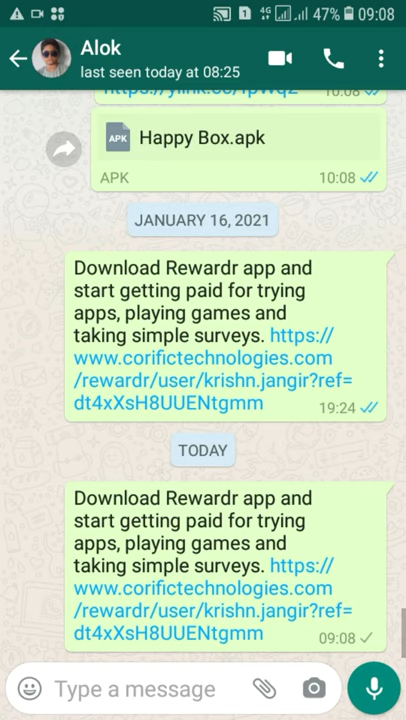 47% 09:08
Alok
last seen today at 08:25
10:08
APK Happy Box.apk
APK 10:08
JANUARY 16, 2021
Download Rewardr app and
start getting paid for trying
apps, playing games and
taking simple surveys. https://
www.corifictechnologies.com
/rewardr/user/krishn.jangir?ref=
dt4xXsH8UUENtgmm
19:24
TODAY
Download Rewardr app and
start getting paid for trying
apps, playing games and
taking simple surveys. https://
www.corifictechnologies.com
/rewardr/user/krishn.jangir?ref=
dt4xXsH8UUENtgmm
09:08
Type a message